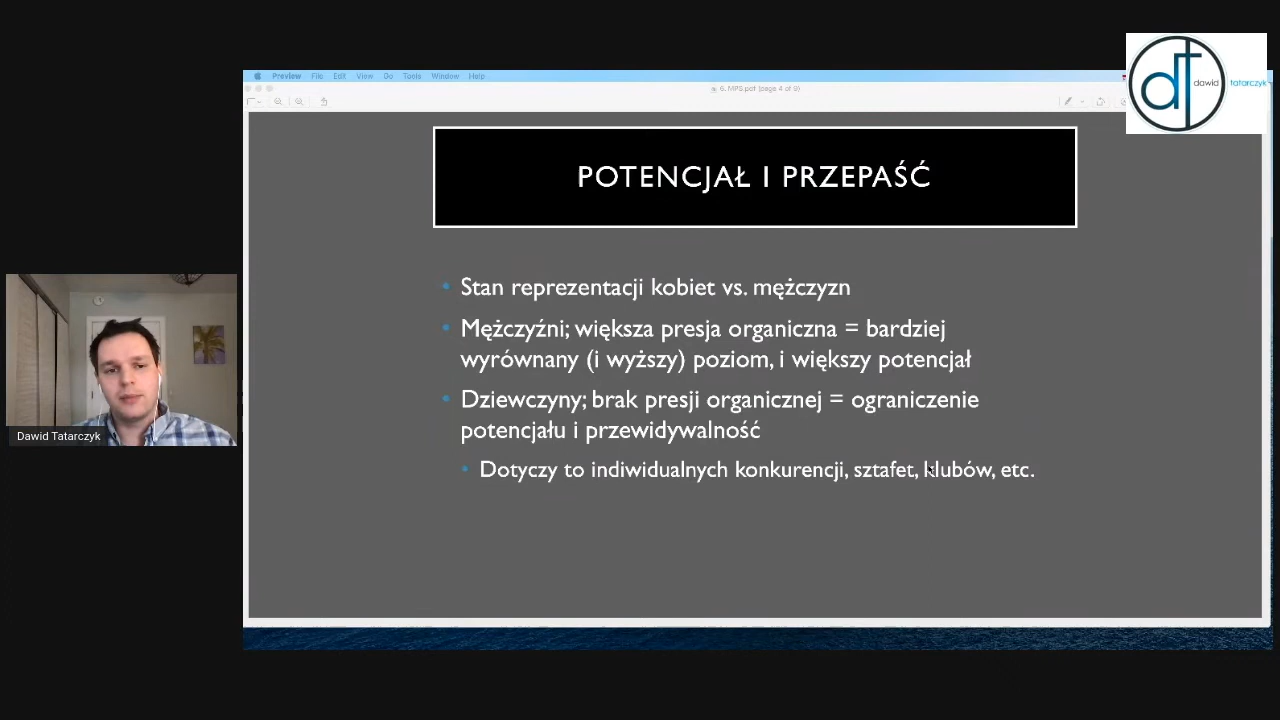 dt dawid tatarczyk
Preview File Edit View Go Tools Window Help
6. MPS.pdf (page 4 of 9)
POTENCJAŁ I PRZEPAŚĆ
• Stan reprezentacji kobiet vs. mężczyzn
• Mężczyźni; większa presja organiczna = bardziej
wyrównany (i wyższy) poziom, i większy potencjał
• Dziewczyny; brak presji organicznej = ograniczenie
potencjału i przewidywalność
• Dotyczy to indiwidualnych konkurencji, sztafet, klubów, etc.
Dawid Tatarczyk